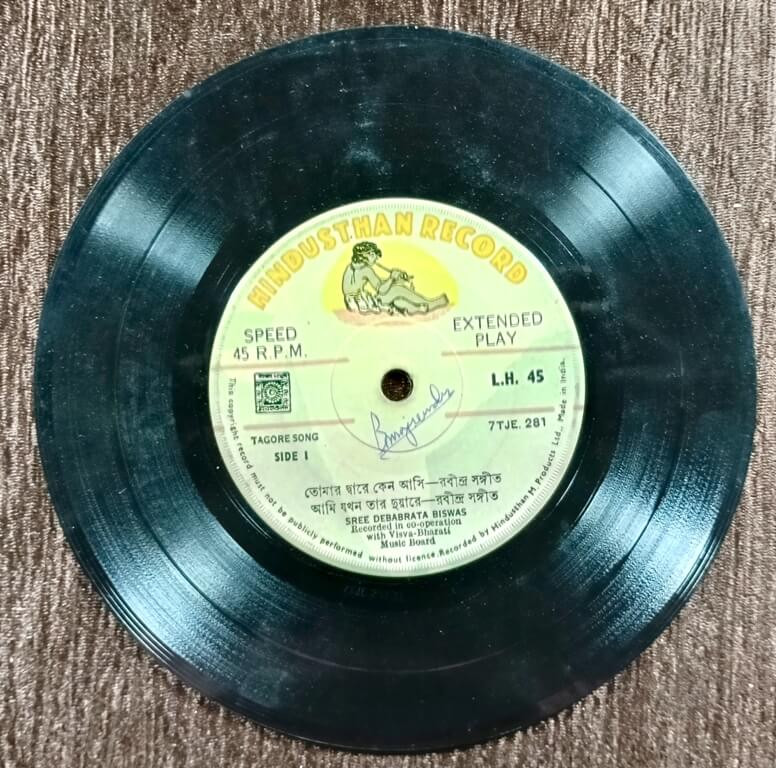 HINDUSTHAN RECORD
SPEED
45 R.P.M.
EXTENDED
PLAY
L.H. 45
7TJE. 281
TAGORE SONG
SIDE 1
তোমার দ্বারে কেন আসি—রবীন্দ্র সঙ্গীত
আমি যখন তার দুয়ারে—রবীন্দ্র সঙ্গীত
SREE DEBABRATA BISWAS
Recorded in co-operation
with Visva-Bharati
Music Board
This copyright record must not be publicly performed without licence. Recorded by Hindusthan M. Products Ltd., Made in India.